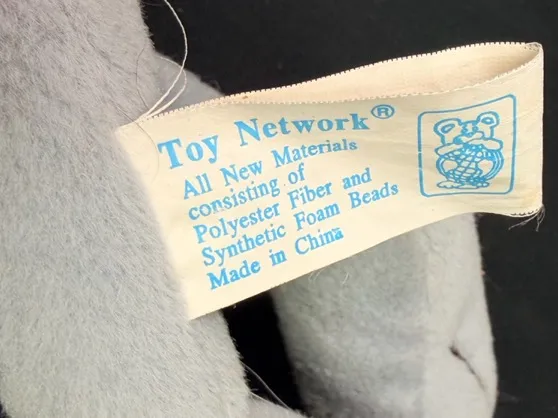 Toy Network®
All New Materials
consisting of
Polyester Fiber and
Synthetic Foam Beads
Made in China